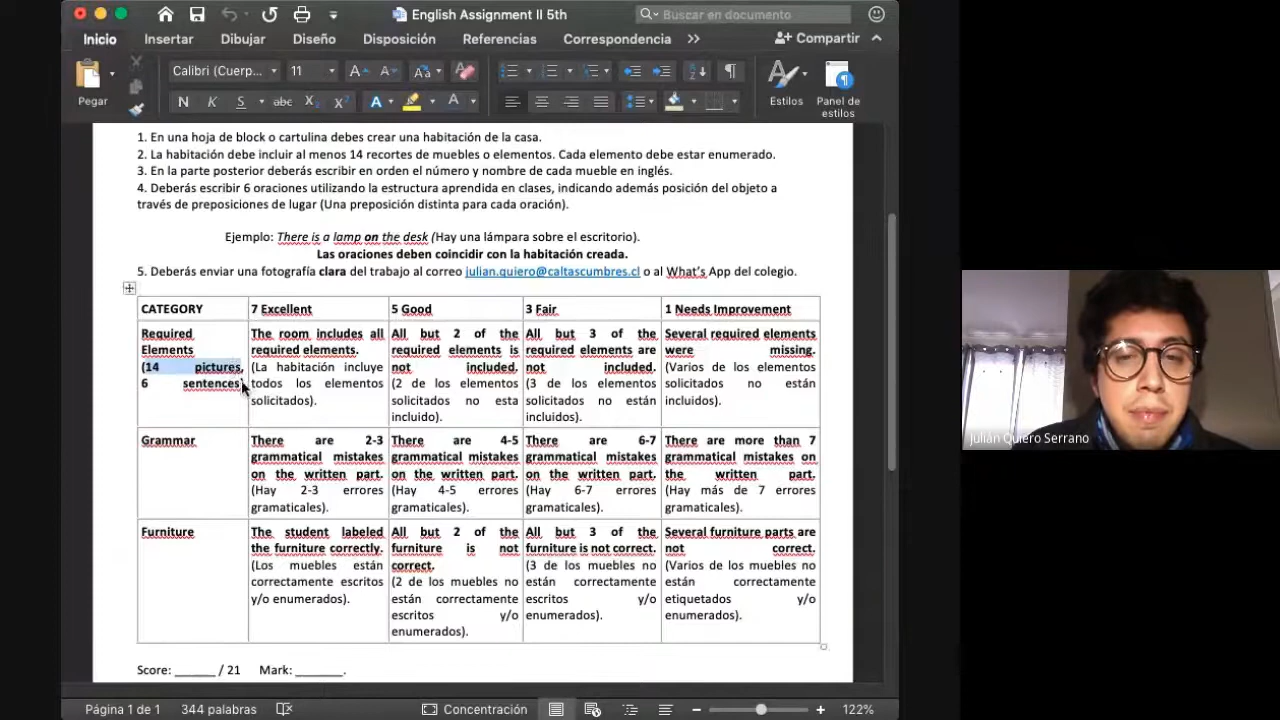 English Assignment II 5th
Buscar en documento
Inicio Insertar Dibujar Diseño Disposición Referencias Correspondencia >> Compartir
Pegar
Calibri (Cuerp... 11
N K S abc X₂ X²
Estilos
Panel de
estilos
1. En una hoja de block o cartulina debes crear una habitación de la casa.
2. La habitación debe incluir al menos 14 recortes de muebles o elementos. Cada elemento debe estar enumerado.
3. En la parte posterior deberás escribir en orden el número y nombre de cada mueble en inglés.
4. Deberás escribir 6 oraciones utilizando la estructura aprendida en clases, indicando además posición del objeto a
través de preposiciones de lugar (Una preposición distinta para cada oración).
Ejemplo: There is a lamp on the desk (Hay una lámpara sobre el escritorio).
Las oraciones deben coincidir con la habitación creada.
5. Deberás enviar una fotografía clara del trabajo al correo julian.quiero@caltascumbres.cl o al What's App del colegio.
CATEGORY 7 Excellent 5 Good 3 Fair 1 Needs Improvement
Required
Elements
(14 pictures,
6 sentences)
The room includes all
required elements.
(La habitación incluye
todos los elementos
solicitados).
All but 2 of the
required elements is
not included.
(2 de los elementos
solicitados no esta
incluido).
All but 3 of the
required elements are
not included.
(3 de los elementos
solicitados no están
incluidos).
Several required elements
were missing.
(Varios de los elementos
solicitados no están
incluidos).
Grammar
There are 2-3
grammatical mistakes
on the written part.
(Hay 2-3 errores
gramaticales).
There are 4-5
grammatical mistakes
on the written part.
(Hay 4-5 errores
gramaticales).
There are 6-7
grammatical mistakes
on the written part.
(Hay 6-7 errores
gramaticales).
There are more than 7
grammatical mistakes on
the written part.
(Hay más de 7 errores
gramaticales).
Furniture
The student labeled
the furniture correctly.
(Los muebles están
correctamente escritos
y/o enumerados).
All but 2 of the
furniture is not
correct.
(2 de los muebles no
están correctamente
escritos y/o
enumerados).
All but 3 of the
furniture is not correct.
(3 de los muebles no
están correctamente
escritos y/o
enumerados).
Several furniture parts are
not correct.
(Varios de los muebles no
están correctamente
etiquetados y/o
enumerados).
Score: ______ / 21 Mark: _______.
Página 1 de 1 344 palabras Concentración 122%
Julián Quiero Serrano